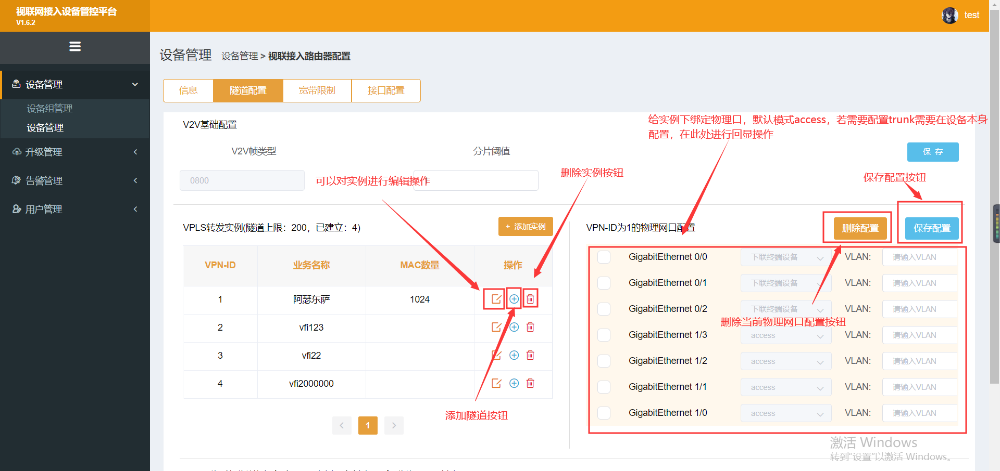 视联网接入设备管控平台
V1.6.2
test
设备管理
设备组管理
设备管理
升级管理
告警管理
用户管理
设备管理 设备管理 > 视联接入路由器配置
信息 隧道配置 宽带限制 接口配置
给实例下绑定物理口，默认模式access，若需要配置trunk需要在设备本身
配置，在此处进行回显操作
V2V基础配置
V2V帧类型 分片阈值 保 存
0800
可以对实例进行编辑操作
删除实例按钮
保存配置按钮
VPLS转发实例(隧道上限：200，已建立：4)
+ 添加实例
VPN-ID 业务名称 MAC数量 操作
1 阿瑟东萨 1024
2 vfi123
3 vfi22
4 vfi2000000
添加隧道按钮
1
VPN-ID为1的物理网口配置
删除配置 保存配置
GigabitEthernet 0/0 下联终端设备 VLAN: 请输入VLAN
GigabitEthernet 0/1 下联终端设备 VLAN: 请输入VLAN
GigabitEthernet 0/2 下联终端设备 VLAN: 请输入VLAN
删除当前物理网口配置按钮
GigabitEthernet 1/3 access VLAN: 请输入VLAN
GigabitEthernet 1/2 access VLAN: 请输入VLAN
GigabitEthernet 1/1 access VLAN: 请输入VLAN
GigabitEthernet 1/0 access VLAN: 请输入VLAN
激活 Windows
转到“设置”以激活 Windows。